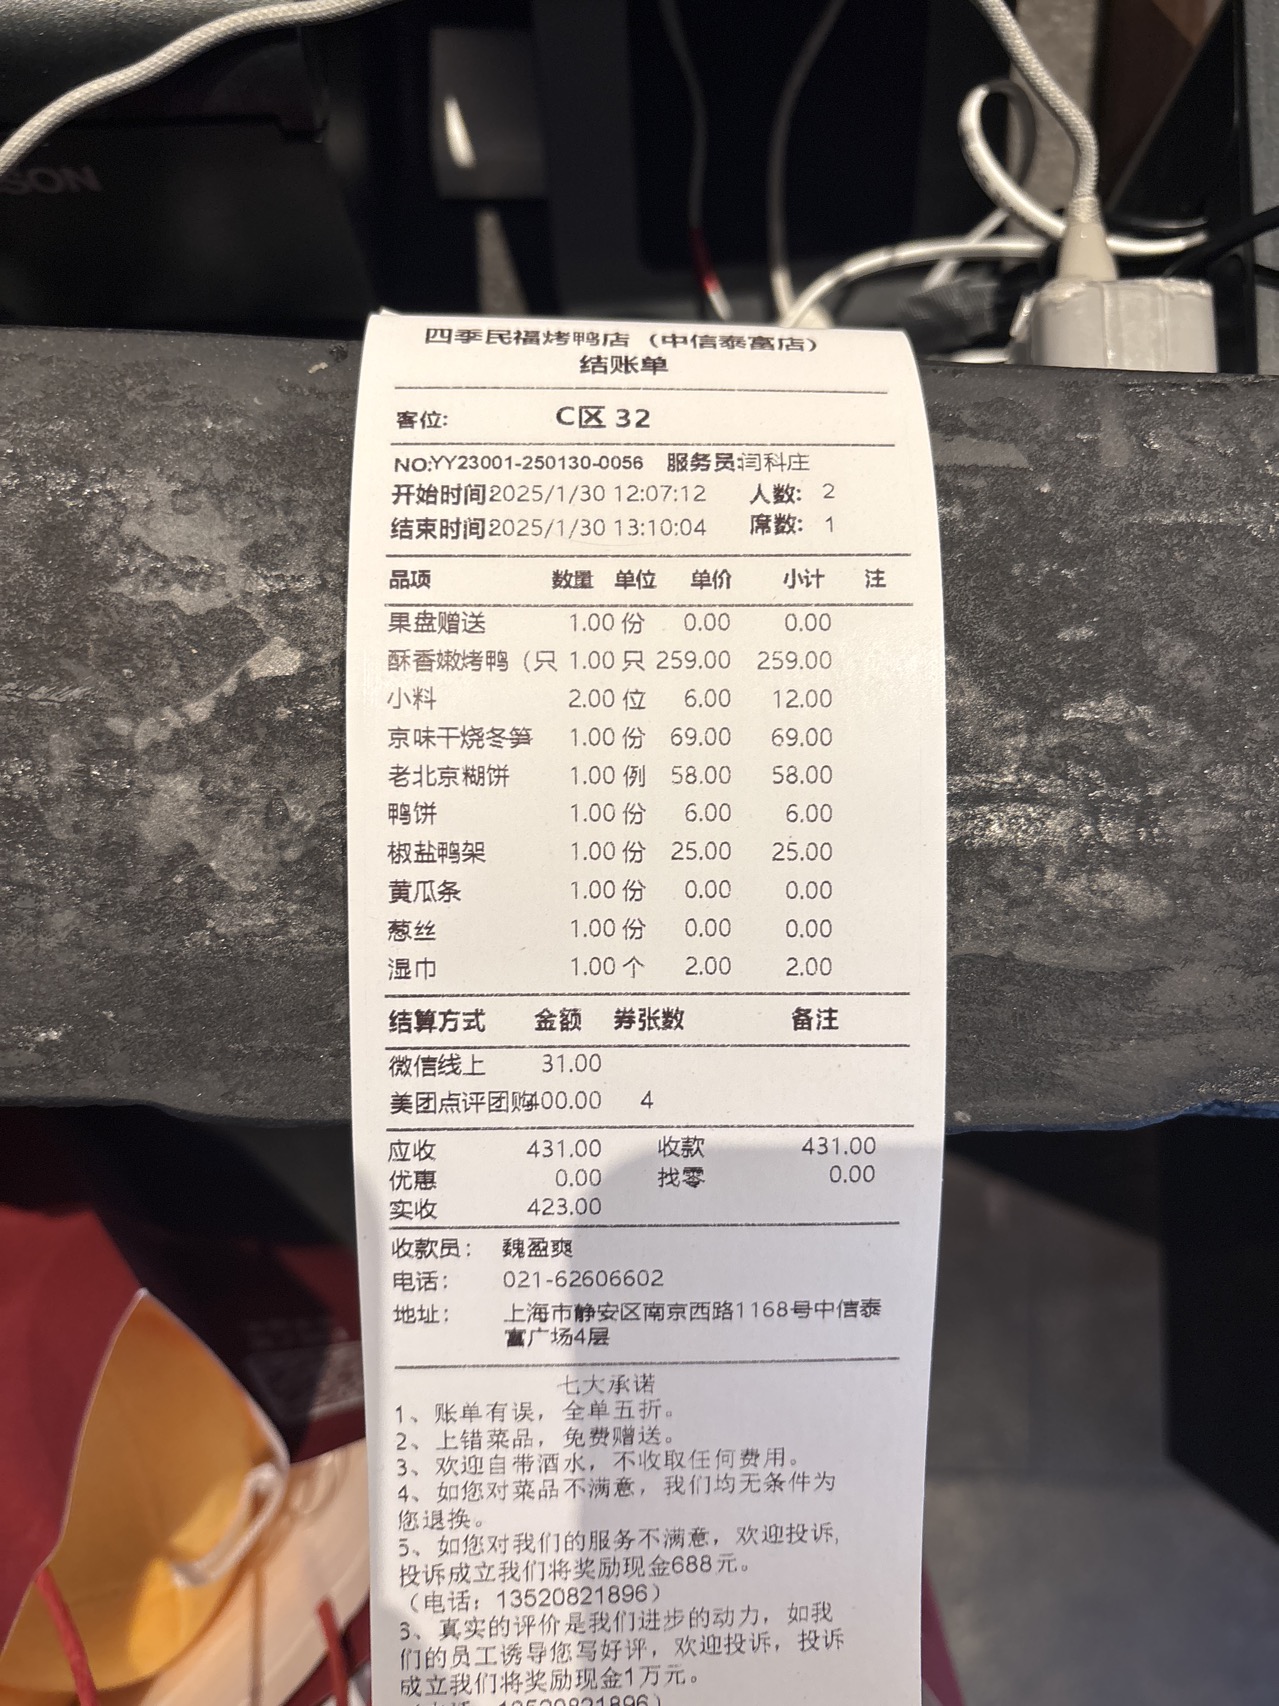 SON
四季民福烤鸭店（中信泰富店）
结账单
客位: C区 32
NO:YY23001-250130-0056 服务员:闫科庄
开始时间2025/1/30 12:07:12 人数: 2
结束时间2025/1/30 13:10:04 席数: 1
品项 数量 单位 单价 小计 注
果盘赠送 1.00 份 0.00 0.00
酥香嫩烤鸭（只 1.00 只 259.00 259.00
小料 2.00 位 6.00 12.00
京味干烧冬笋 1.00 份 69.00 69.00
老北京糊饼 1.00 例 58.00 58.00
鸭饼 1.00 份 6.00 6.00
椒盐鸭架 1.00 份 25.00 25.00
黄瓜条 1.00 份 0.00 0.00
葱丝 1.00 份 0.00 0.00
湿巾 1.00 个 2.00 2.00
结算方式 金额 券张数 备注
微信线上 31.00
美团点评团购400.00 4
应收 431.00 收款 431.00
优惠 0.00 找零 0.00
实收 423.00
收款员: 魏盈爽
电话: 021-62606602
地址: 上海市静安区南京西路1168号中信泰
富广场4层
七大承诺
1、账单有误，全单五折。
2、上错菜品，免费赠送。
3、欢迎自带酒水，不收取任何费用。
4、如您对菜品不满意，我们均无条件为
您退换。
5、如您对我们的服务不满意，欢迎投诉,
投诉成立我们将奖励现金688元。
（电话：13520821896）
3、真实的评价是我们进步的动力，如我
们的员工诱导您写好评，欢迎投诉，投诉
成立我们将奖励现金1万元。
（电话：13520821896）